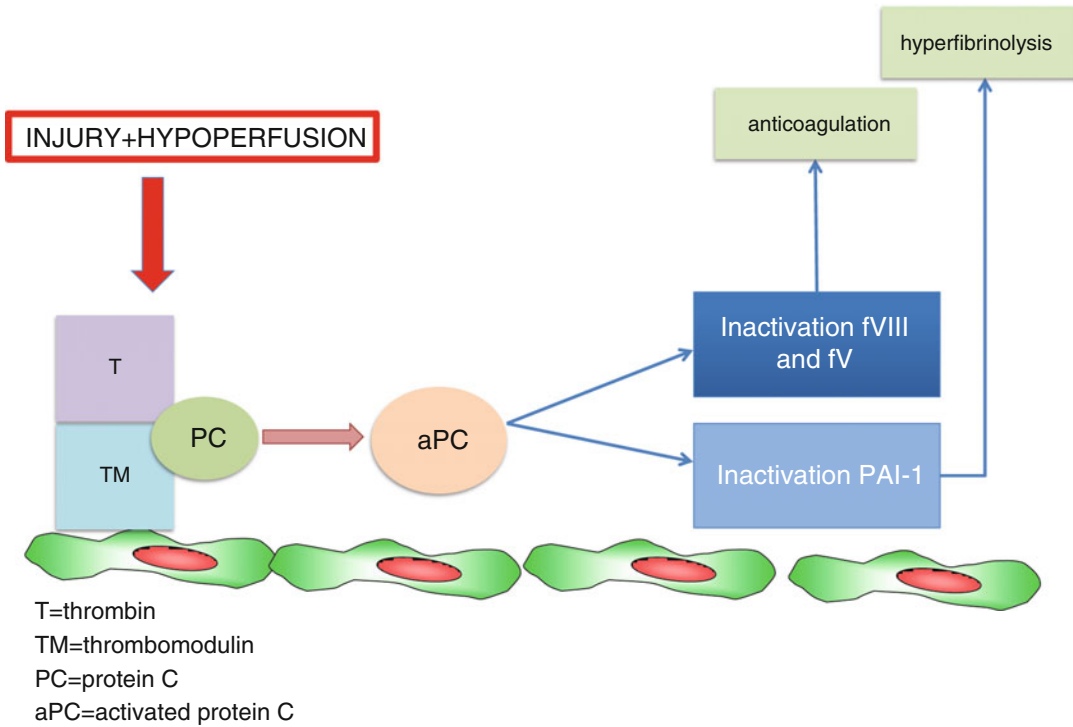 hyperfibrinolysis
anticoagulation
INJURY+HYPOPERFUSION
T
TM
PC
aPC
Inactivation fVIII
and fV
Inactivation PAI-1
T=thrombin
TM=thrombomodulin
PC=protein C
aPC=activated protein C